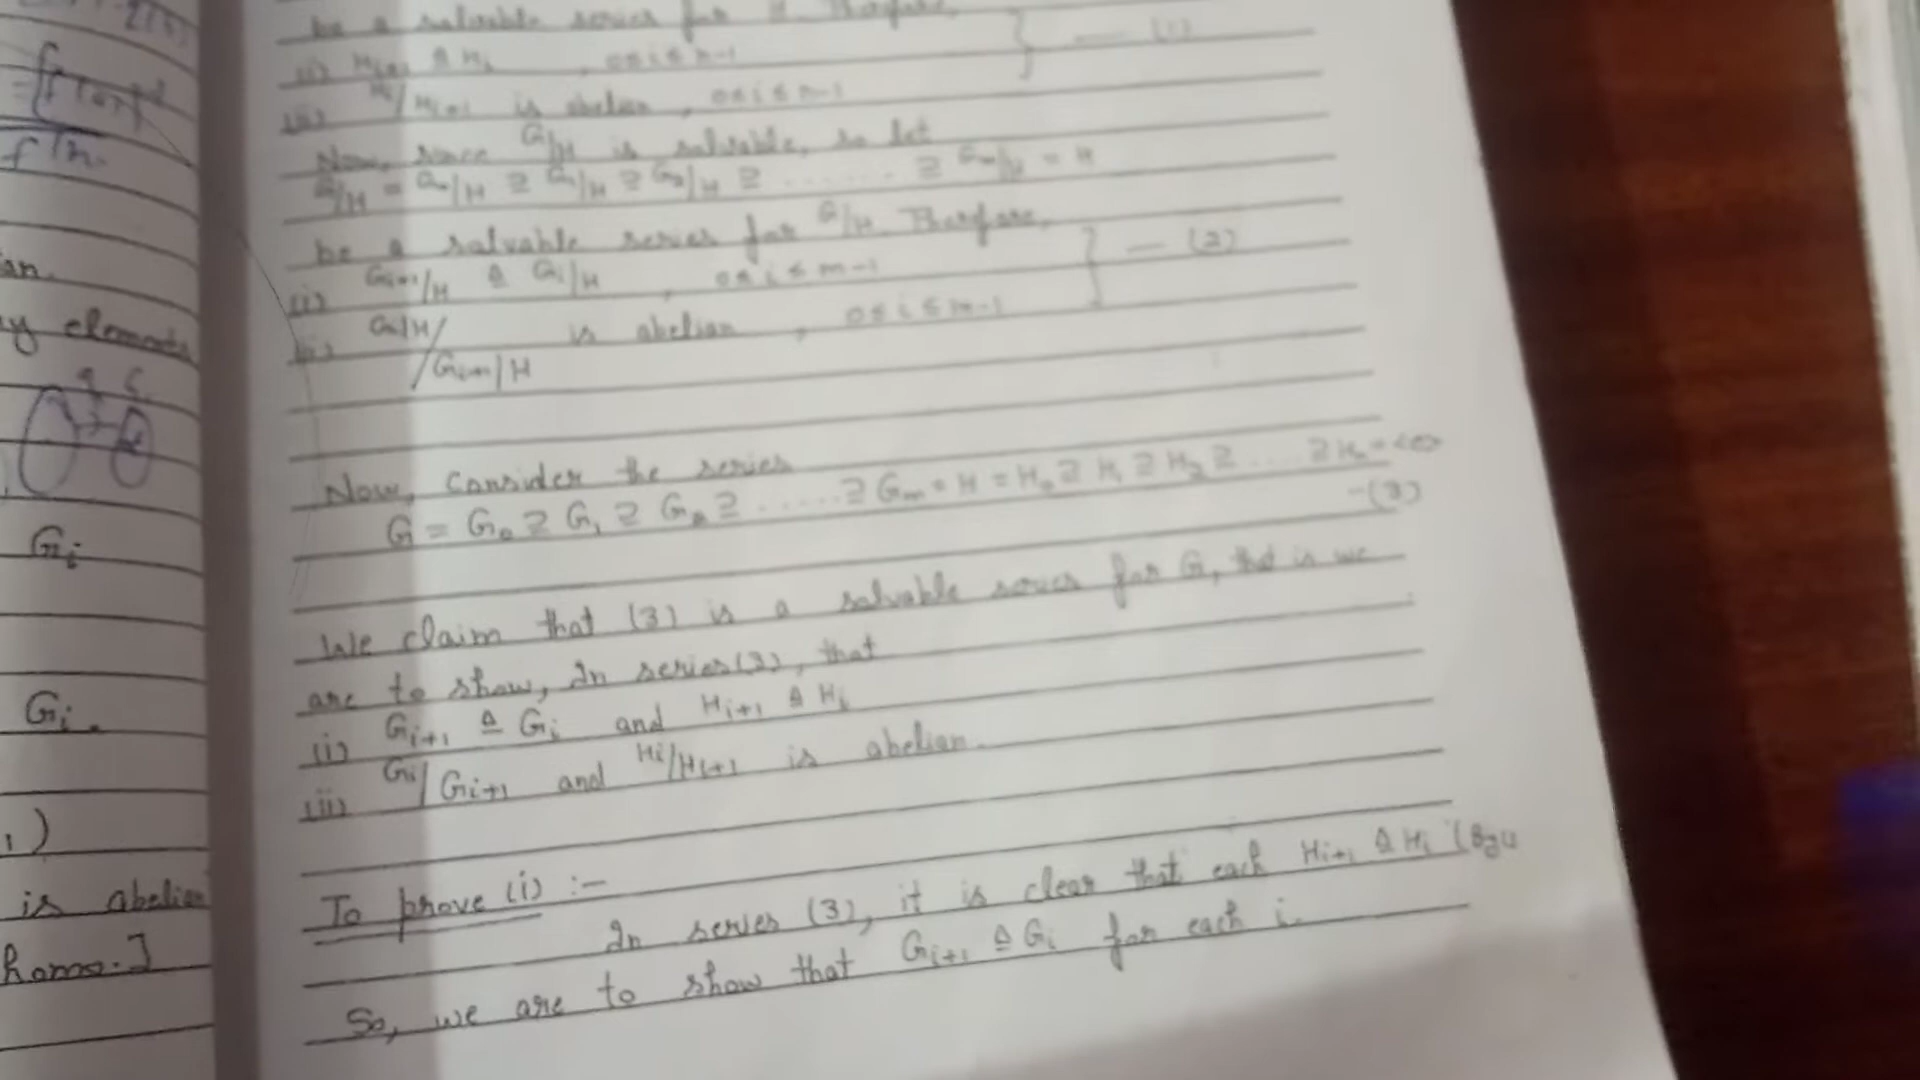 an.
y elements
Gi
Gi.
is abelian
homo.]
be a solvable series for H. Therefore,
(i) Hi+1 ⊴ Hi , 0≤i≤n-1 } — (1)
(ii) Hi/Hi+1 is abelian, 0≤i≤n-1
Now, since G/H is solvable, so let
G/H = G₀/H ⊇ G₁/H ⊇ G₂/H ⊇ ....... ⊇ Gm/H = H
be a solvable series for G/H. Therefore,
(i) Gi+1/H ⊴ Gi/H , 0≤i≤m-1 } — (2)
(ii) Gi/H/Gi+1/H is abelian , 0≤i≤m-1
Now, Consider the series
G = G₀ ⊇ G₁ ⊇ G₂ ⊇ ...... ⊇ Gm = H = H₀ ⊇ H₁ ⊇ H₂ ⊇ .... ⊇ Hn = <e>
-(3)
We claim that (3) is a solvable series for G, that is we
are to show, In series (3), that
(i) Gi+1 ⊴ Gi and Hi+1 ⊴ Hi
(ii) Gi/Gi+1 and Hi/Hi+1 is abelian.
To prove (i) :-
In series (3), it is clear that each Hi+1 ⊴ Hi
So, we are to show that Gi+1 ⊴ Gi for each i.